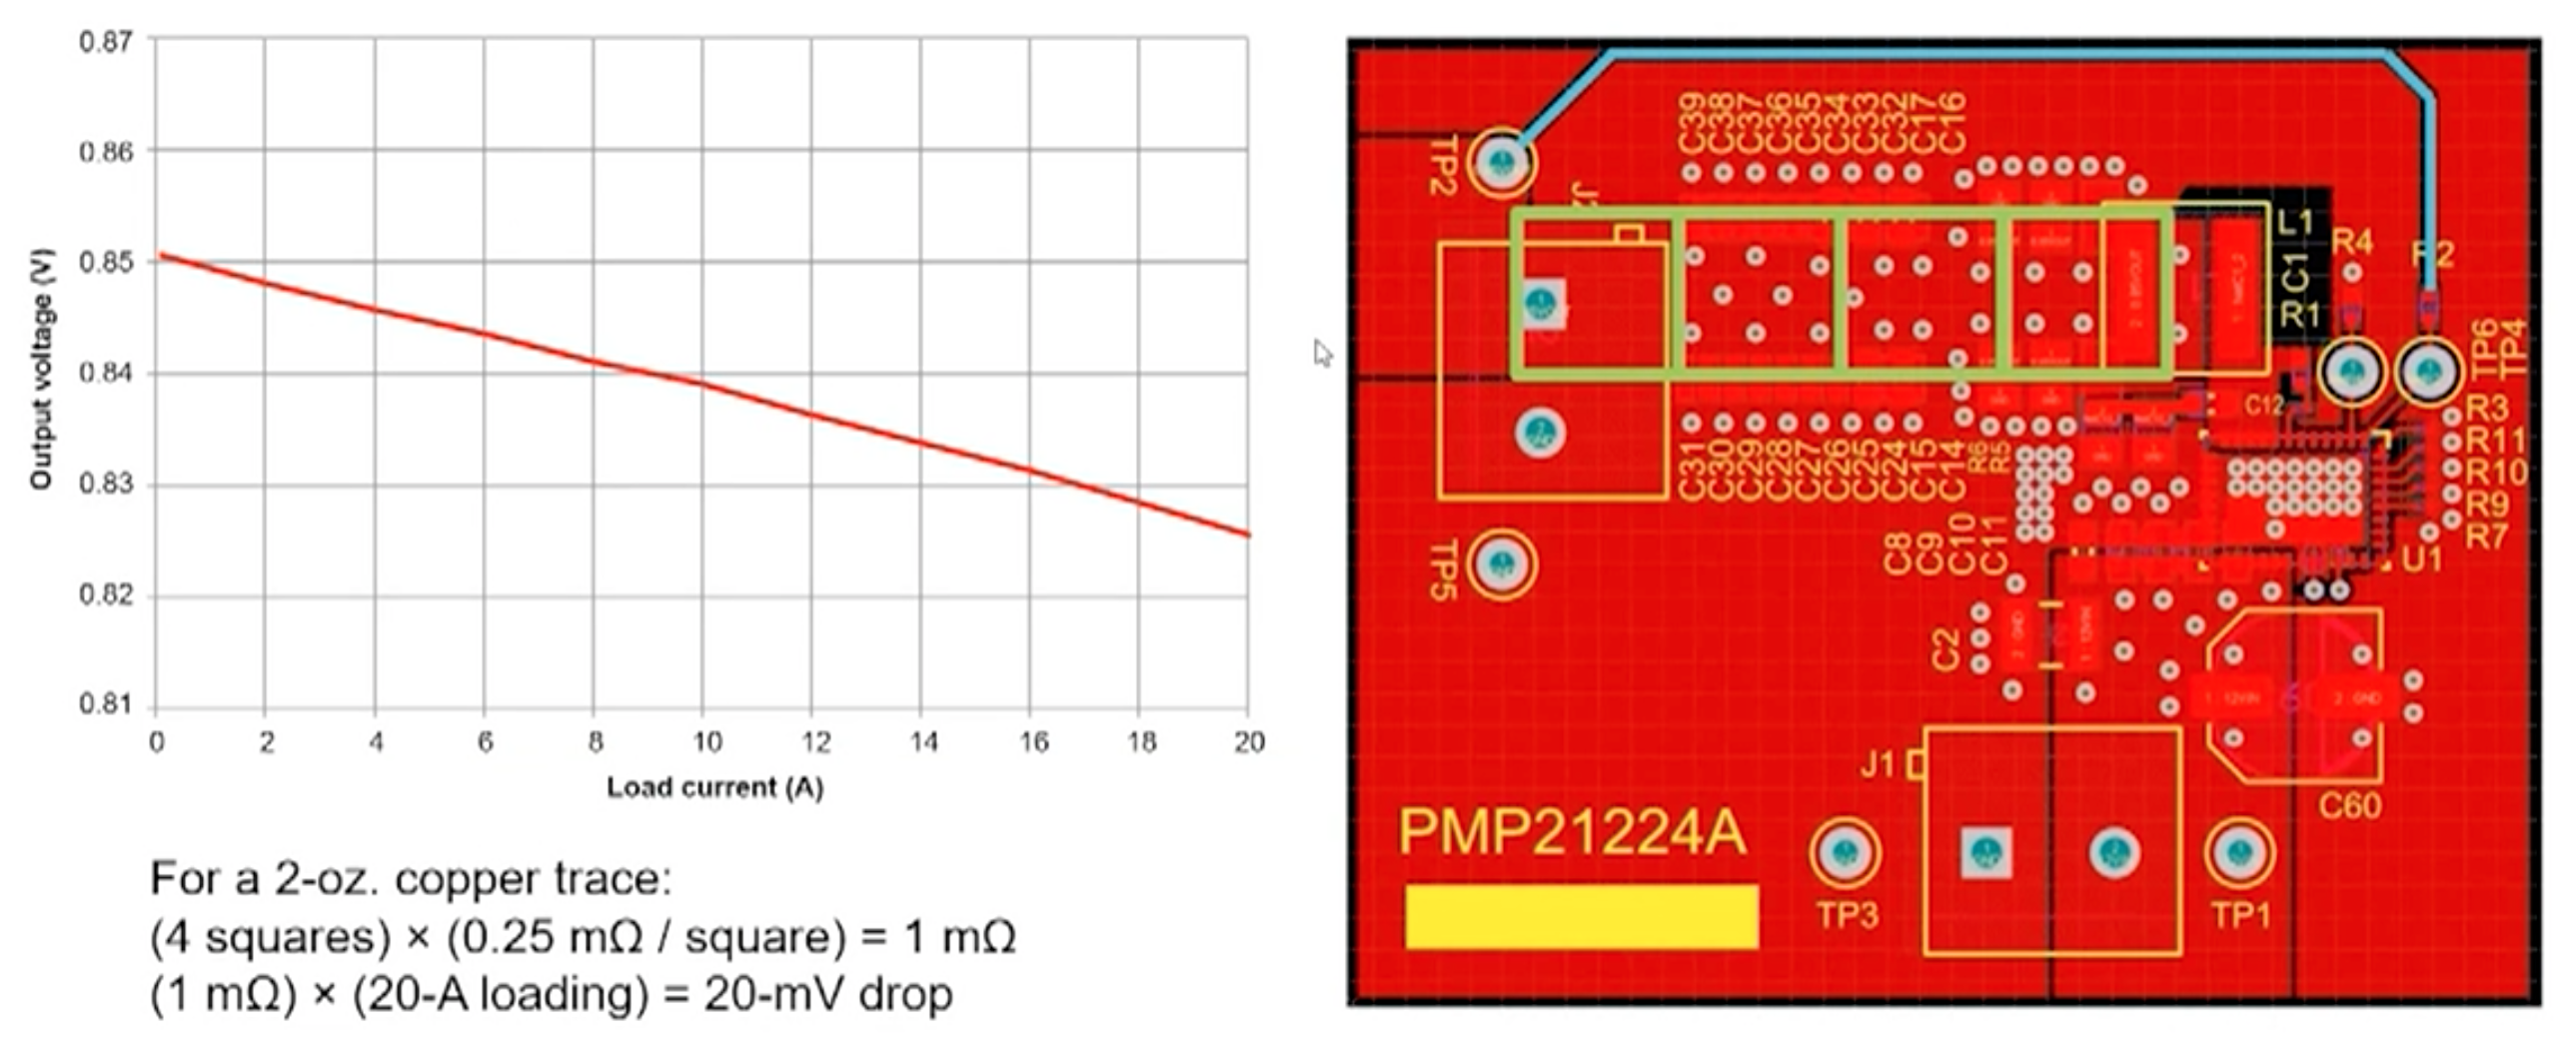 0.87
0.86
0.85
0.84
0.83
0.82
0.81
Output voltage (V)
0 2 4 6 8 10 12 14 16 18 20
Load current (A)
For a 2-oz. copper trace:
(4 squares) × (0.25 mΩ / square) = 1 mΩ
(1 mΩ) × (20-A loading) = 20-mV drop
TP2
J2
C39
C38
C37
C36
C35
C34
C33
C32
C17
C16
L1
C1
R1
R4
TP6
TP4
C12
R3
R11
R10
R9
R7
U1
C31
C30
C29
C28
C27
C26
C25
C24
C15
C14
R6
R5
C8
C9
C10
C11
TP5
C2
J1
C60
PMP21224A
TP3
TP1